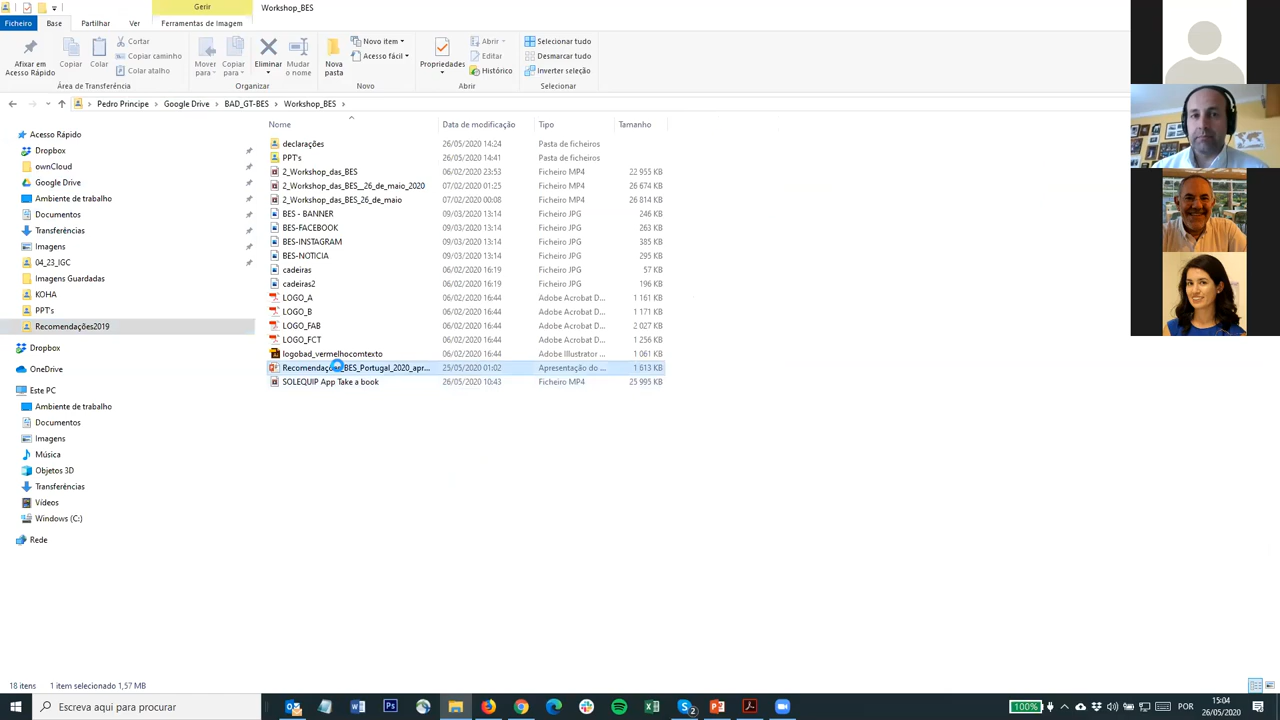 Gerir
Workshop_BES
Ficheiro
Base
Partilhar
Ver
Ferramentas de Imagem
Afixar em
Acesso Rápido
Copiar
Colar
Cortar
Copiar caminho
Colar atalho
Área de Transferência
Mover
para
Copiar
para
Eliminar
Mudar
o nome
Organizar
Nova
pasta
Novo item
Acesso fácil
Novo
Propriedades
Abrir
Editar
Histórico
Abrir
Selecionar tudo
Desmarcar tudo
Inverter seleção
Selecionar
Pedro Principe > Google Drive > BAD_GT-BES > Workshop_BES >
Nome
Data de modificação
Tipo
Tamanho
declarações 26/05/2020 14:24 Pasta de ficheiros
PPT's 26/05/2020 14:41 Pasta de ficheiros
2_Workshop_das_BES 06/02/2020 23:53 Ficheiro MP4 22 955 KB
2_Workshop_das_BES__26_de_maio_2020 07/02/2020 01:25 Ficheiro MP4 26 674 KB
2_Workshop_das_BES_26_de_maio 07/02/2020 00:08 Ficheiro MP4 26 814 KB
BES - BANNER 09/03/2020 13:14 Ficheiro JPG 246 KB
BES-FACEBOOK 09/03/2020 13:14 Ficheiro JPG 263 KB
BES-INSTAGRAM 09/03/2020 13:14 Ficheiro JPG 385 KB
BES-NOTICIA 09/03/2020 13:14 Ficheiro JPG 295 KB
cadeiras 06/02/2020 16:19 Ficheiro JPG 57 KB
cadeiras2 06/02/2020 16:19 Ficheiro JPG 196 KB
LOGO_A 06/02/2020 16:44 Adobe Acrobat D... 1 161 KB
LOGO_B 06/02/2020 16:44 Adobe Acrobat D... 1 171 KB
LOGO_FAB 06/02/2020 16:44 Adobe Acrobat D... 2 027 KB
LOGO_FCT 06/02/2020 16:44 Adobe Acrobat D... 1 256 KB
logobad_vermelhocomtexto 06/02/2020 16:44 Adobe Illustrator ... 1 061 KB
_BES_Portugal_2020_apr... 25/05/2020 01:02 Apresentação do ... 1 613 KB
SOLEQUIP App Take a book 26/05/2020 10:43 Ficheiro MP4 25 995 KB
Acesso Rápido
Dropbox
ownCloud
Google Drive
Ambiente de trabalho
Documentos
Transferências
Imagens
04_23_IGC
Imagens Guardadas
KOHA
PPT's
Recomendações2019
Dropbox
OneDrive
Este PC
Ambiente de trabalho
Documentos
Imagens
Música
Objetos 3D
Transferências
Vídeos
Windows (C:)
Rede
18 itens
1 item selecionado 1,57 MB
Escreve aqui para procurar
100%
POR
15:04
26/05/2020